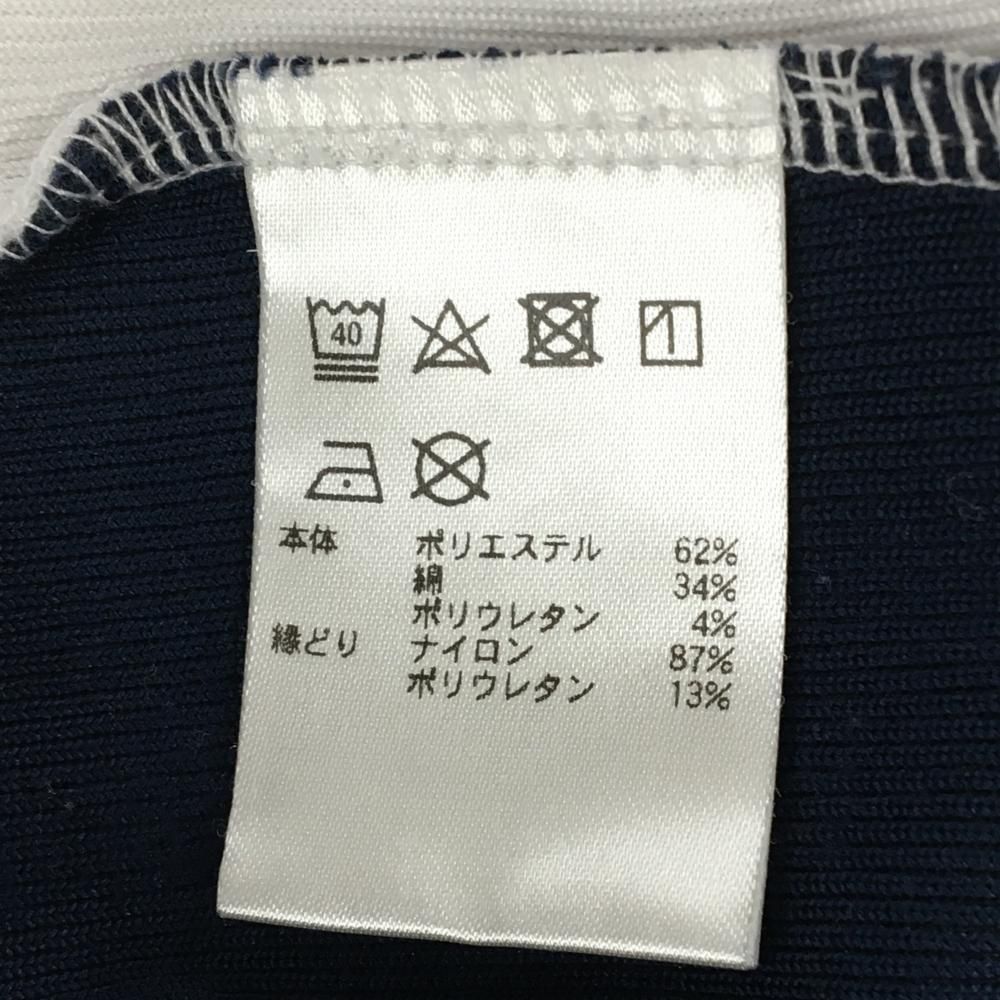 40
本体 ポリエステル 62%
綿 34%
ポリウレタン 4%
縁どり ナイロン 87%
ポリウレタン 13%